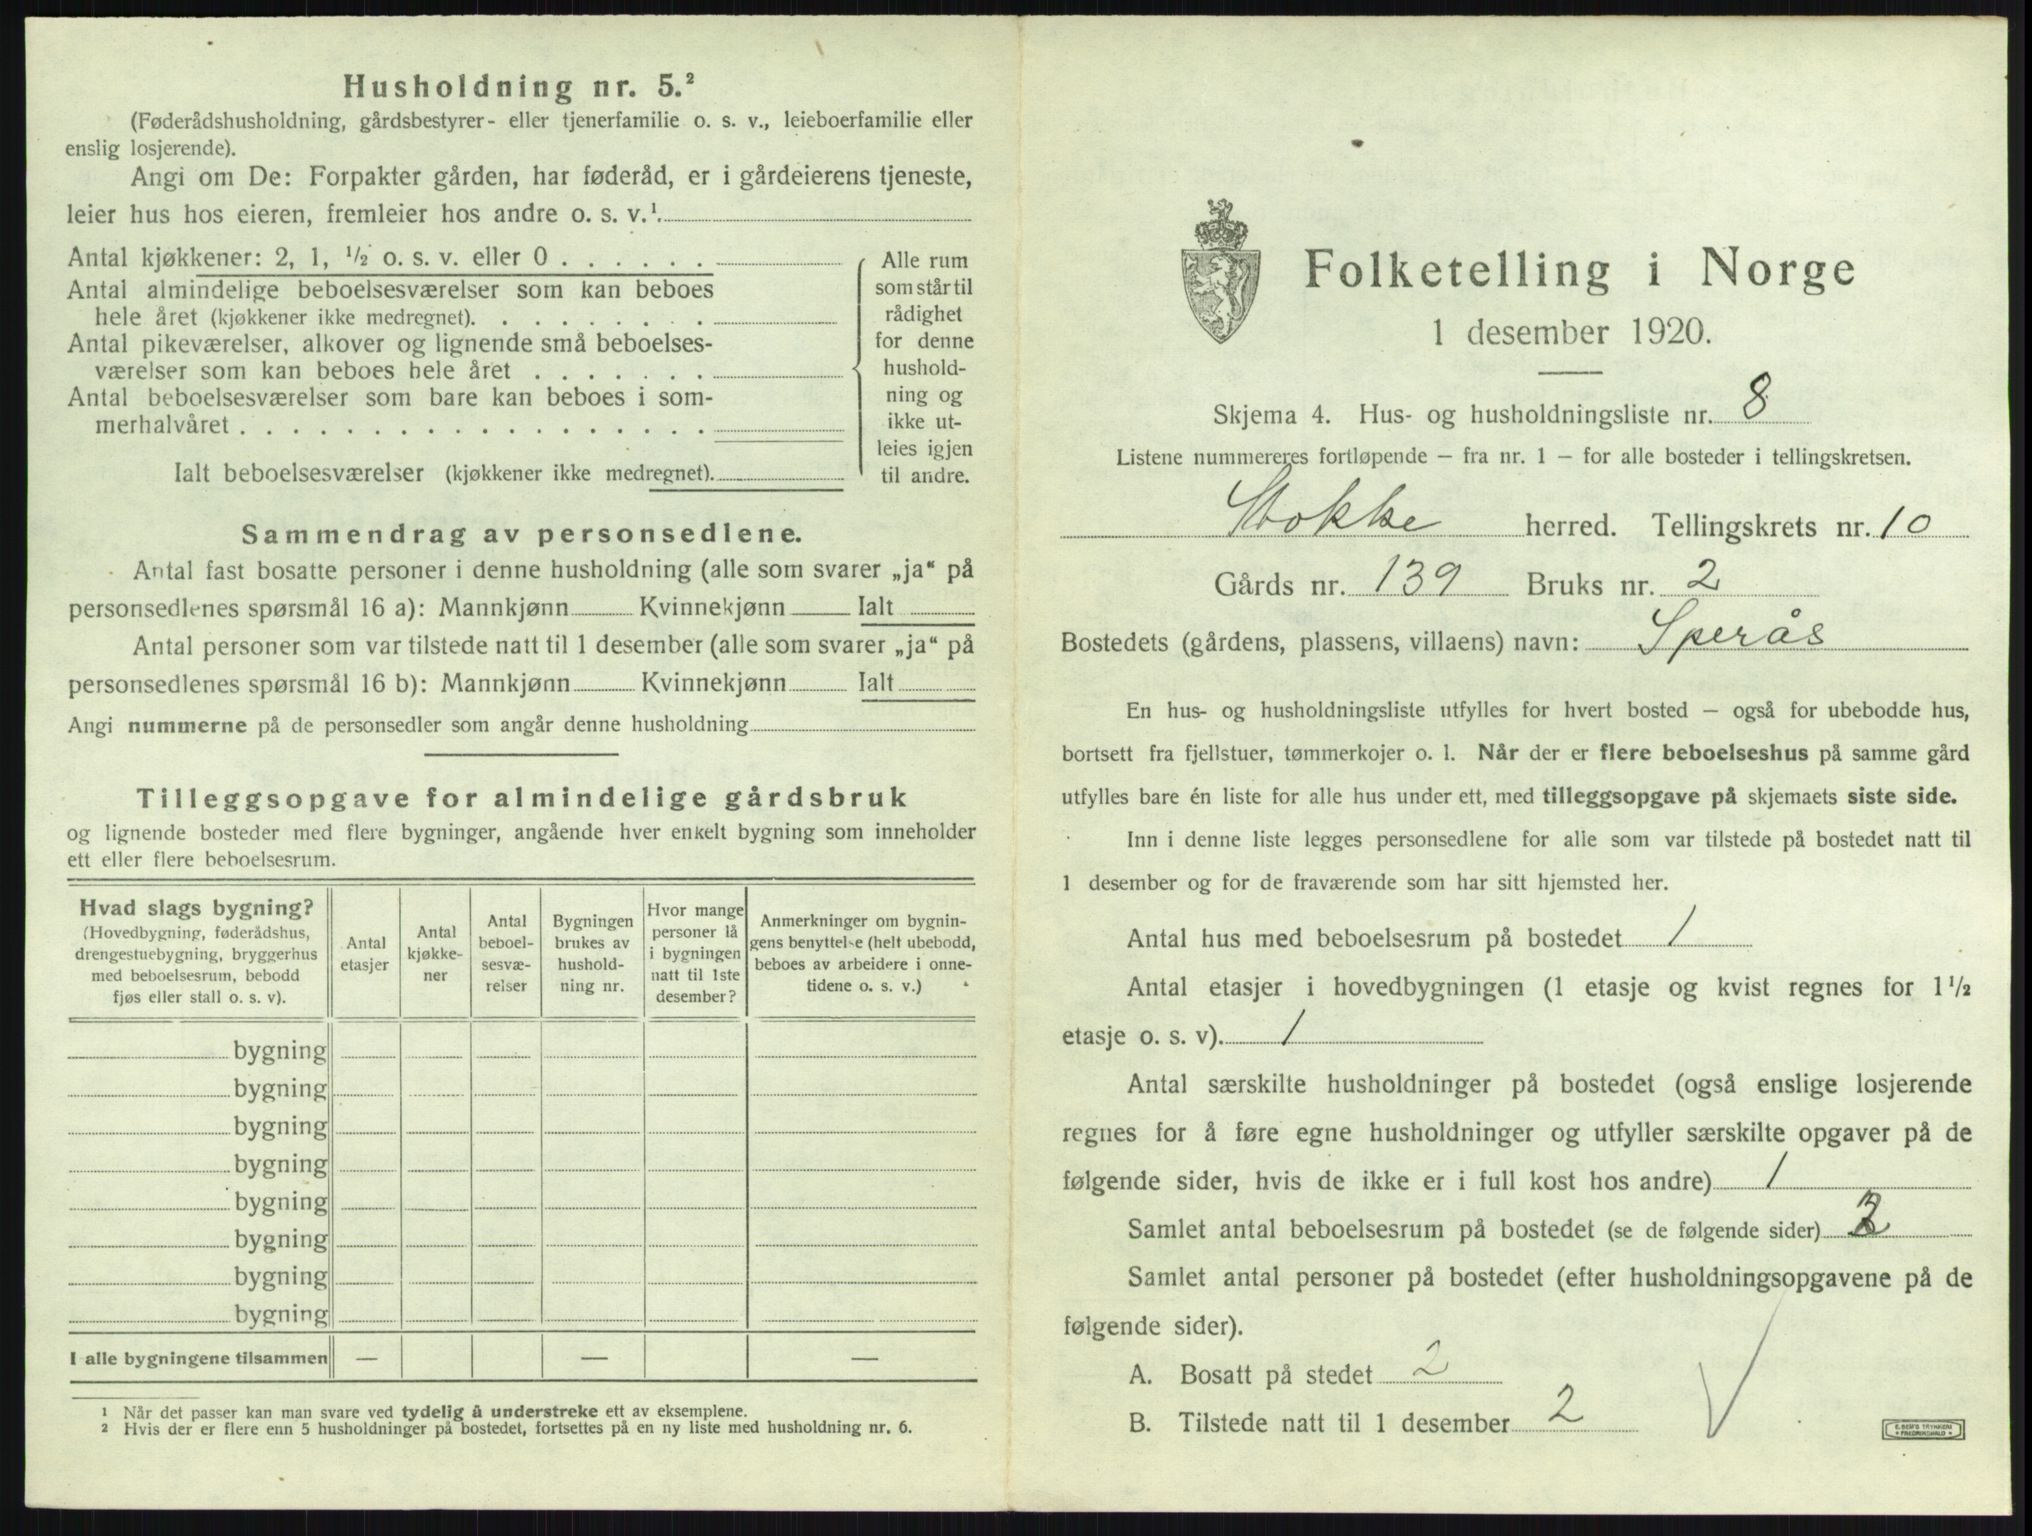 Husholdning nr. 5.²
(Føderådshusholdning, gårdsbestyrer- eller tjenerfamilie o. s. v., leieboerfamilie eller
enslig losjerende).
Angi om De: Forpakter gården, har føderåd, er i gårdeierens tjeneste,
leier hus hos eieren, fremleier hos andre o. s. v.¹
Antal kjøkkener: 2, 1, ½ o. s. v. eller 0 . . . . . .
Antal almindelige beboelsesværelser som kan beboes
hele året (kjøkkener ikke medregnet). . . . . . . .
Antal pikeværelser, alkover og lignende små beboelses-
værelser som kan beboes hele året . . . . . . .
Antal beboelsesværelser som bare kan beboes i som-
merhalvåret . . . . . . . . . . . . . . . . . .
Ialt beboelsesværelser (kjøkkener ikke medregnet).
Alle rum
som står til
rådighet
for denne
hushold-
ning og
ikke ut-
leies igjen
til andre.
Sammendrag av personsedlene.
Antal fast bosatte personer i denne husholdning (alle som svarer „ja“ på
personsedlenes spørsmål 16 a): Mannkjønn Kvinnekjønn Ialt
Antal personer som var tilstede natt til 1 desember (alle som svarer „ja“ på
personsedlenes spørsmål 16 b): Mannkjønn Kvinnekjønn Ialt
Angi nummerne på de personsedler som angår denne husholdning
Tilleggsopgave for almindelige gårdsbruk
og lignende bosteder med flere bygninger, angående hver enkelt bygning som inneholder
ett eller flere beboelsesrum.
Hvad slags bygning?
(Hovedbygning, føderådshus,
drengestuebygning, bryggerhus
med beboelsesrum, bebodd
fjøs eller stall o. s. v).
Antal
etasjer
Antal
kjøkke-
ner
Antal
beboel-
sesvæ-
relser
Bygningen
brukes av
hushold-
ning nr.
Hvor mange
personer lå
i bygningen
natt til 1ste
desember?
Anmerkninger om bygnin-
gens benyttelse (helt ubebodd,
beboes av arbeidere i onne-
tidene o. s. v.)
bygning
bygning
bygning
bygning
bygning
bygning
bygning
bygning
I alle bygningene tilsammen — — —
¹ Når det passer kan man svare ved tydelig å understreke ett av eksemplene.
² Hvis der er flere enn 5 husholdninger på bostedet, fortsettes på en ny liste med husholdning nr. 6.
Folketelling i Norge
1 desember 1920.
Skjema 4. Hus- og husholdningsliste nr. 8
Listene nummereres fortløpende — fra nr. 1 — for alle bosteder i tellingskretsen.
Stokke herred. Tellingskrets nr. 10
Gårds nr. 139 Bruks nr. 2
Bostedets (gårdens, plassens, villaens) navn: Sperås
En hus- og husholdningsliste utfylles for hvert bosted — også for ubebodde hus,
bortsett fra fjellstuer, tømmerkojer o. l. Når der er flere beboelseshus på samme gård
utfylles bare én liste for alle hus under ett, med tilleggsopgave på skjemaets siste side.
Inn i denne liste legges personsedlene for alle som var tilstede på bostedet natt til
1 desember og for de fraværende som har sitt hjemsted her.
Antal hus med beboelsesrum på bostedet 1
Antal etasjer i hovedbygningen (1 etasje og kvist regnes for 1½
etasje o. s. v). 1
Antal særskilte husholdninger på bostedet (også enslige losjerende
regnes for å føre egne husholdninger og utfyller særskilte opgaver på de
følgende sider, hvis de ikke er i full kost hos andre) 1
Samlet antal beboelsesrum på bostedet (se de følgende sider)
Samlet antal personer på bostedet (efter husholdningsopgavene på de
følgende sider).
A. Bosatt på stedet 2
B. Tilstede natt til 1 desember 2